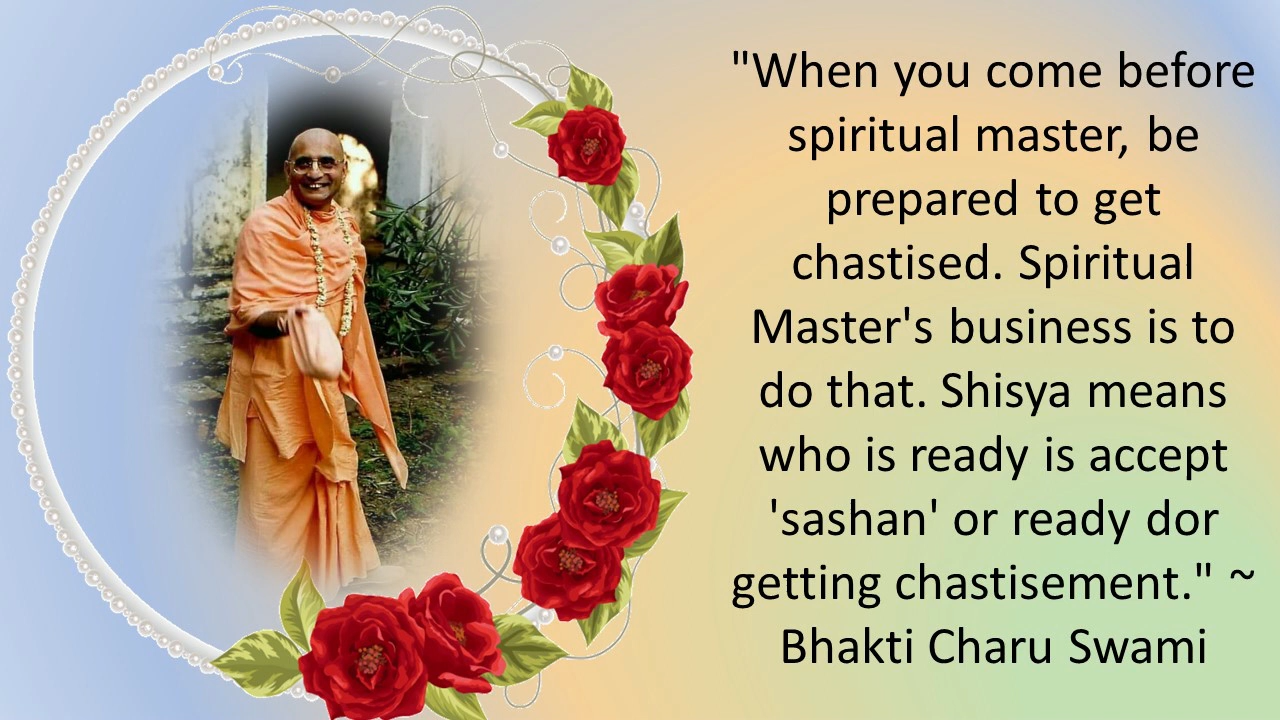 "When you come before
spiritual master, be
prepared to get
chastised. Spiritual
Master's business is to
do that. Shisya means
who is ready is accept
'sashan' or ready dor
getting chastisement." ~
Bhakti Charu Swami